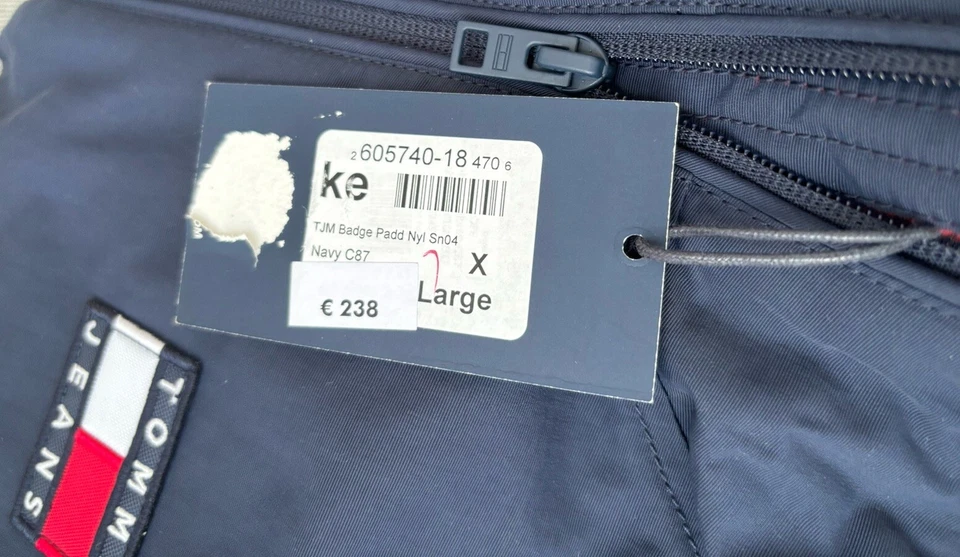 2 605740-18 470 6
ke
TJM Badge Padd Nyl Sn04
Navy C87
X
Large
€ 238
TOMM
JEANS